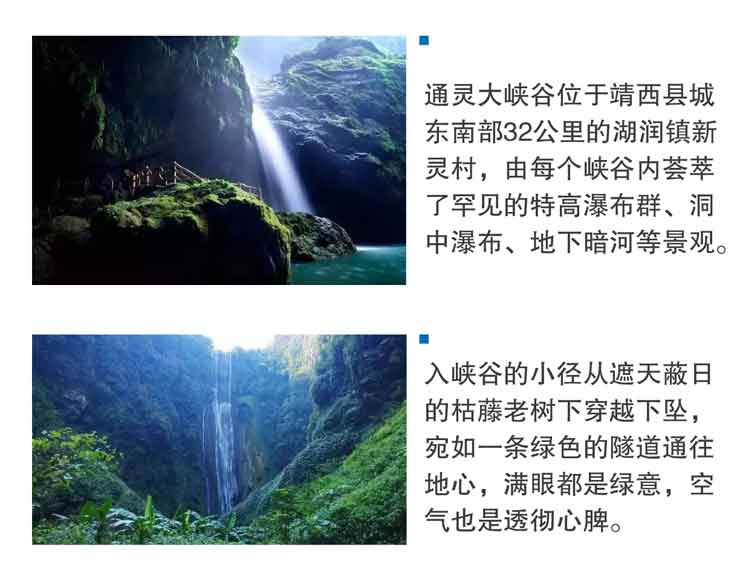 通灵大峡谷位于靖西县城
东南部32公里的湖润镇新
灵村，由每个峡谷内荟萃
了罕见的特高瀑布群、洞
中瀑布、地下暗河等景观。
入峡谷的小径从遮天蔽日
的枯藤老树下穿越下坠，
宛如一条绿色的隧道通往
地心，满眼都是绿意，空
气也是透彻心脾。